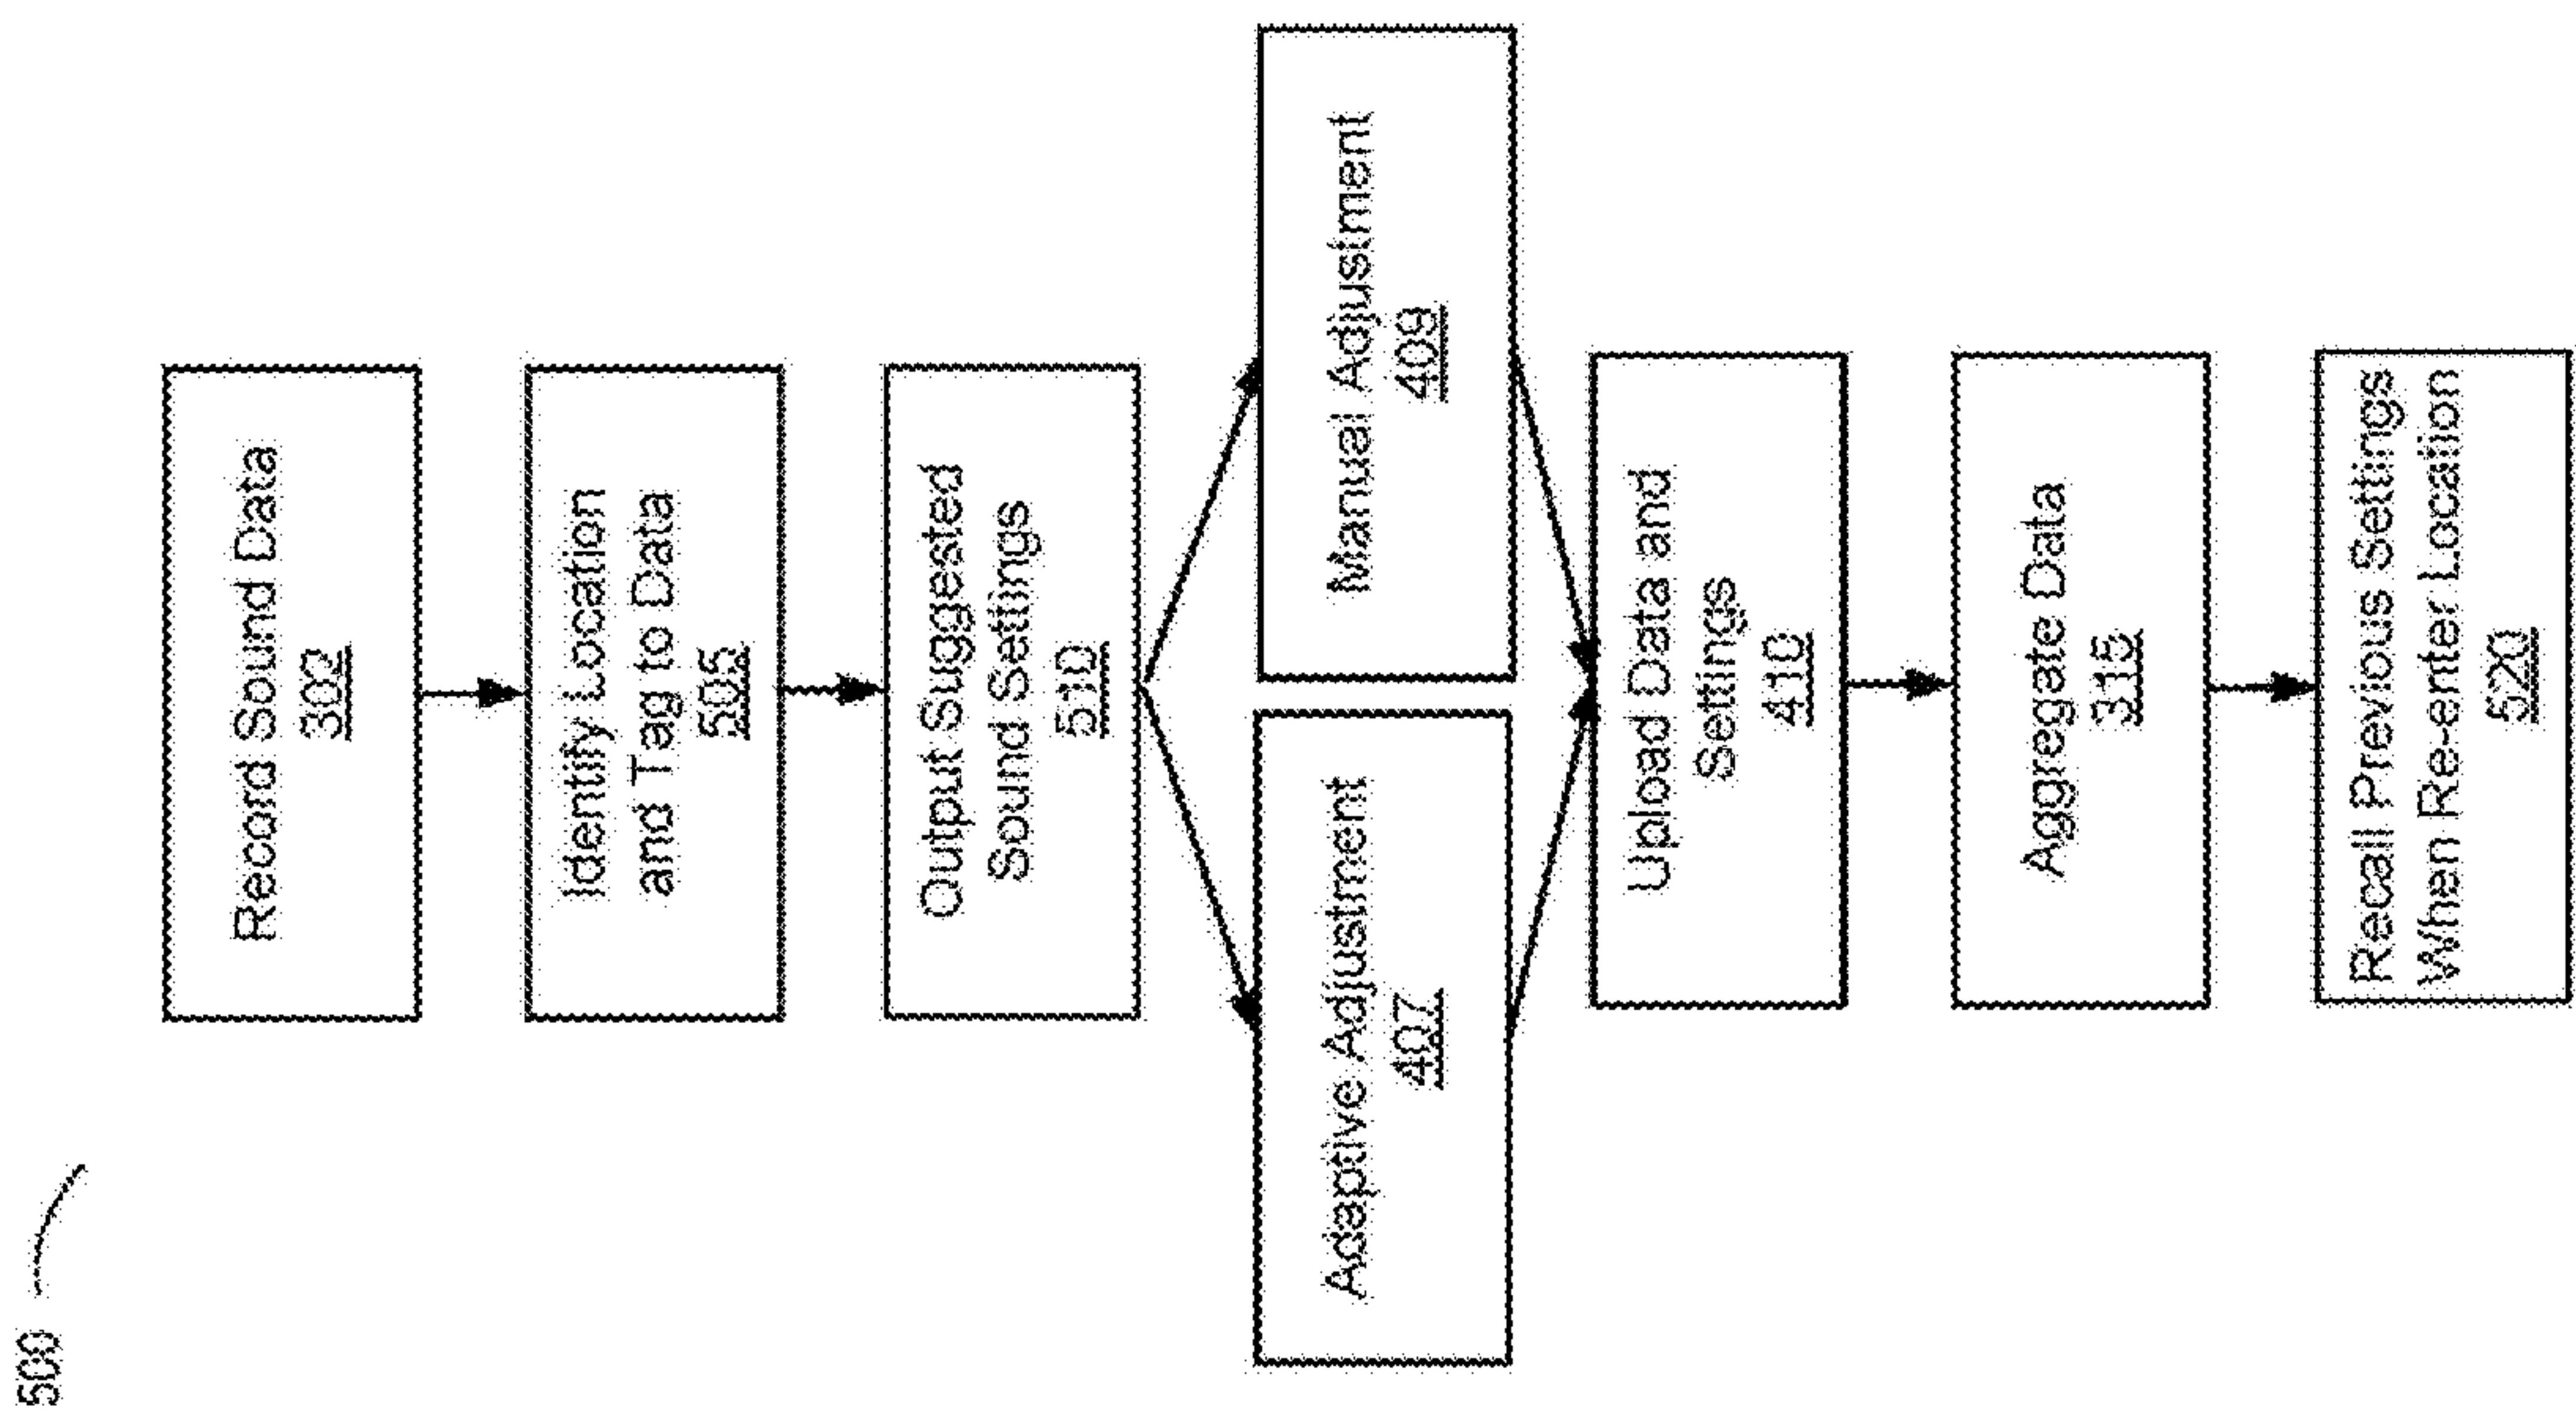 500
Record Sound Data
302
Identify Location
and Tag to Data
505
Output Suggested
Sound Settings
510
Adaptive Adjustment
407
Manual Adjustment
409
Upload Data and
Settings
410
Aggregate Data
315
Recall Previous Settings
When Re-enter Location
520